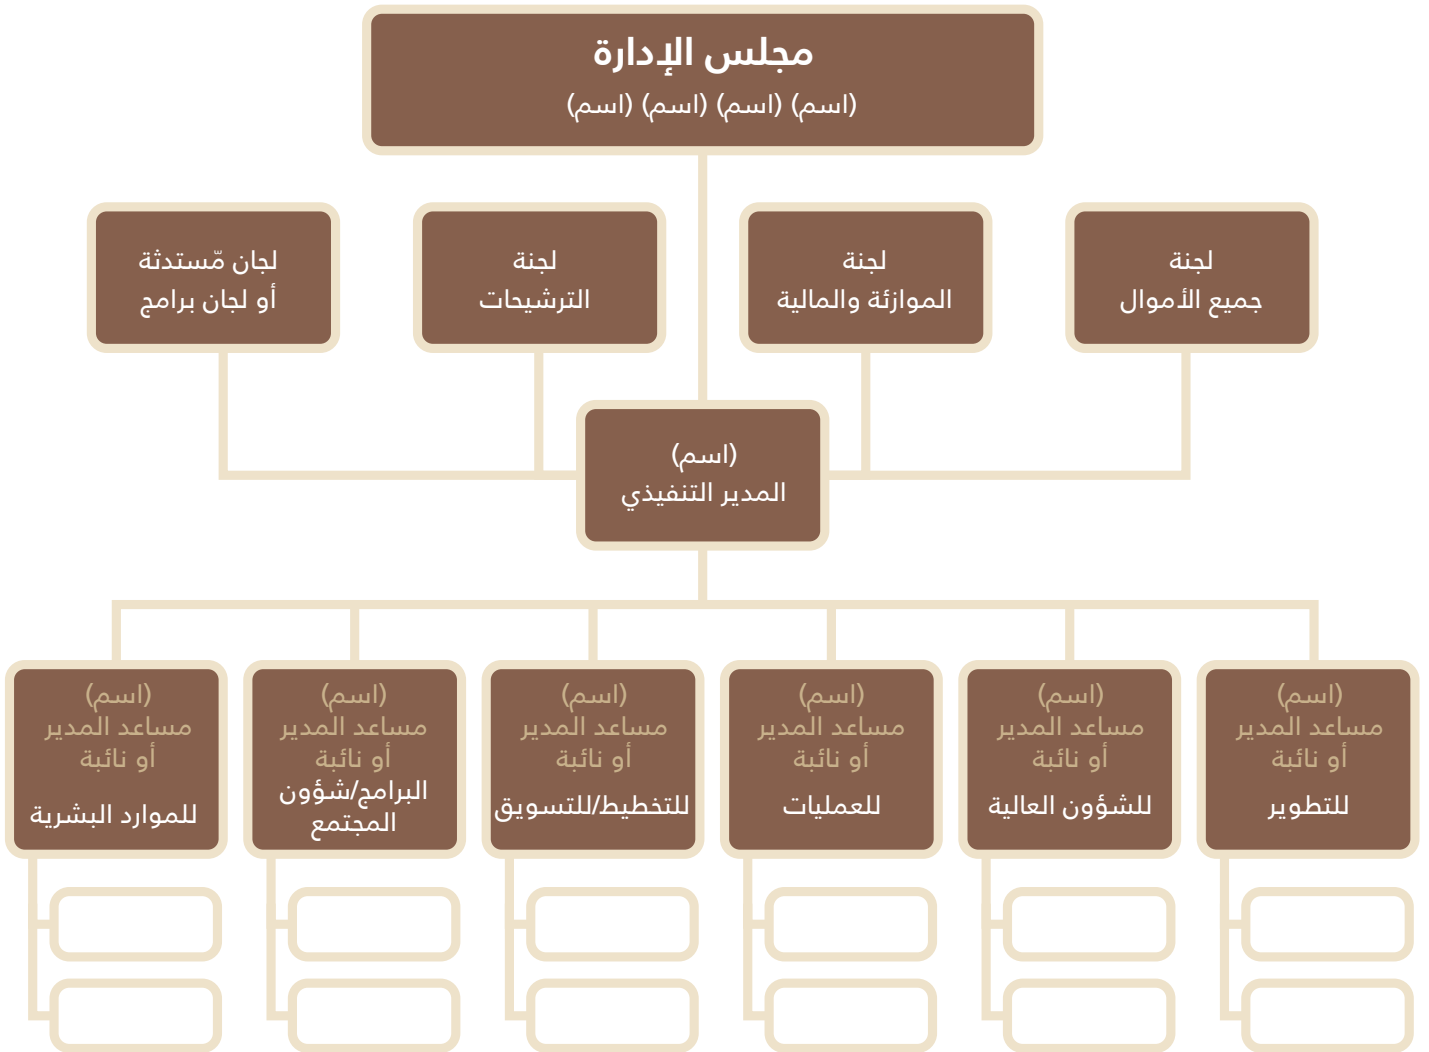 مجلس الإدارة
(اسم) (اسم) (اسم) (اسم)
لجنة
جميع الأموال
لجنة
الموازئة والمالية
لجنة
الترشيحات
لجان مّستدثة
أو لجان برامج
(اسم)
المدير التنفيذي
(اسم)
مساعد المدير
أو نائبة
للتطوير
(اسم)
مساعد المدير
أو نائبة
للشؤون العالية
(اسم)
مساعد المدير
أو نائبة
للعمليات
(اسم)
مساعد المدير
أو نائبة
للتخطيط/للتسويق
(اسم)
مساعد المدير
أو نائبة
البرامج/شؤون
المجتمع
(اسم)
مساعد المدير
أو نائبة
للموارد البشرية